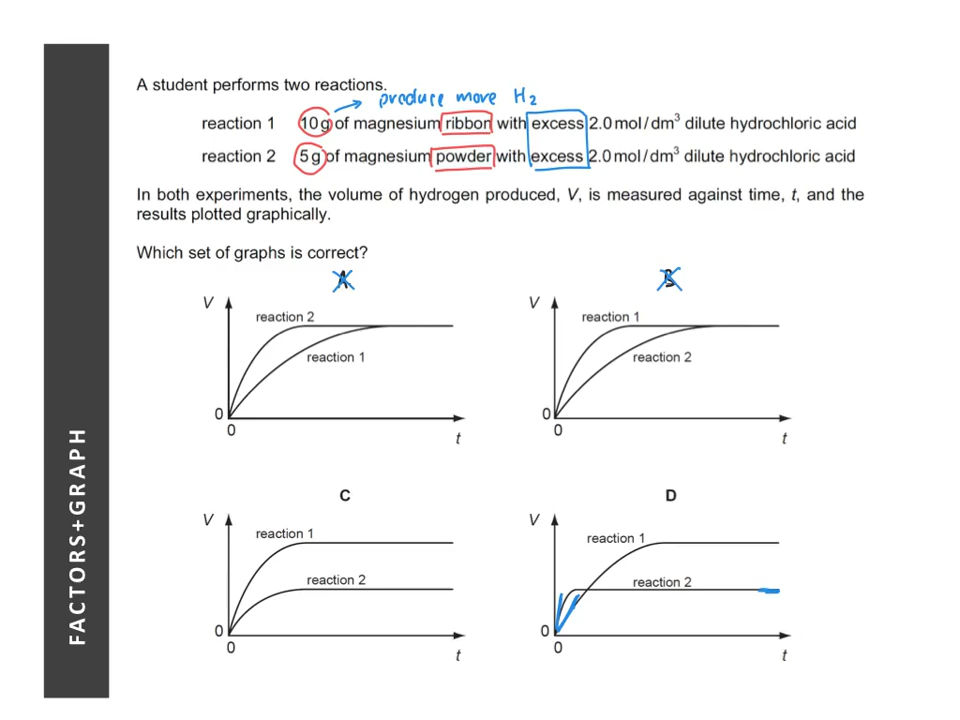 A student performs two reactions.
produce more H₂
reaction 1 10g of magnesium ribbon with excess 2.0 mol/dm³ dilute hydrochloric acid
reaction 2 5g of magnesium powder with excess 2.0 mol/dm³ dilute hydrochloric acid
In both experiments, the volume of hydrogen produced, V, is measured against time, t, and the
results plotted graphically.
Which set of graphs is correct?
A
V
reaction 2
reaction 1
0
0
t
B
V
reaction 1
reaction 2
0
0
t
C
V
reaction 1
reaction 2
0
0
t
D
V
reaction 1
reaction 2
0
0
t
FACTORS+GRAPH